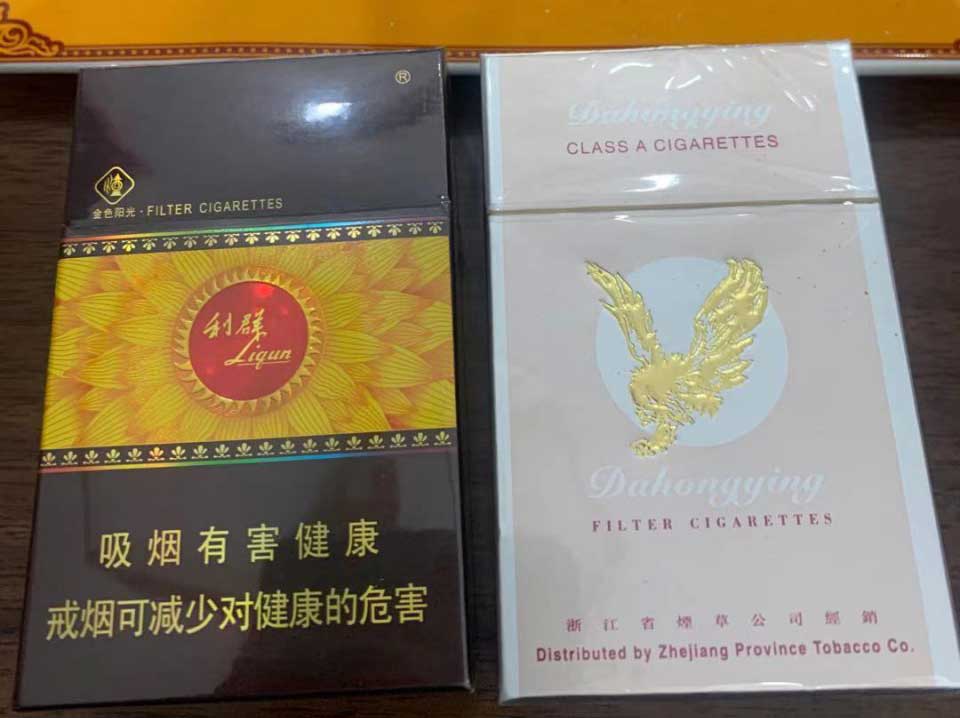 ®
金色阳光·FILTER CIGARETTES
利群
Liqun
吸烟有害健康
戒烟可减少对健康的危害
Dahongying
CLASS A CIGARETTES
Dahongying
FILTER CIGARETTES
浙江省煙草公司經銷
Distributed by Zhejiang Province Tobacco Co.